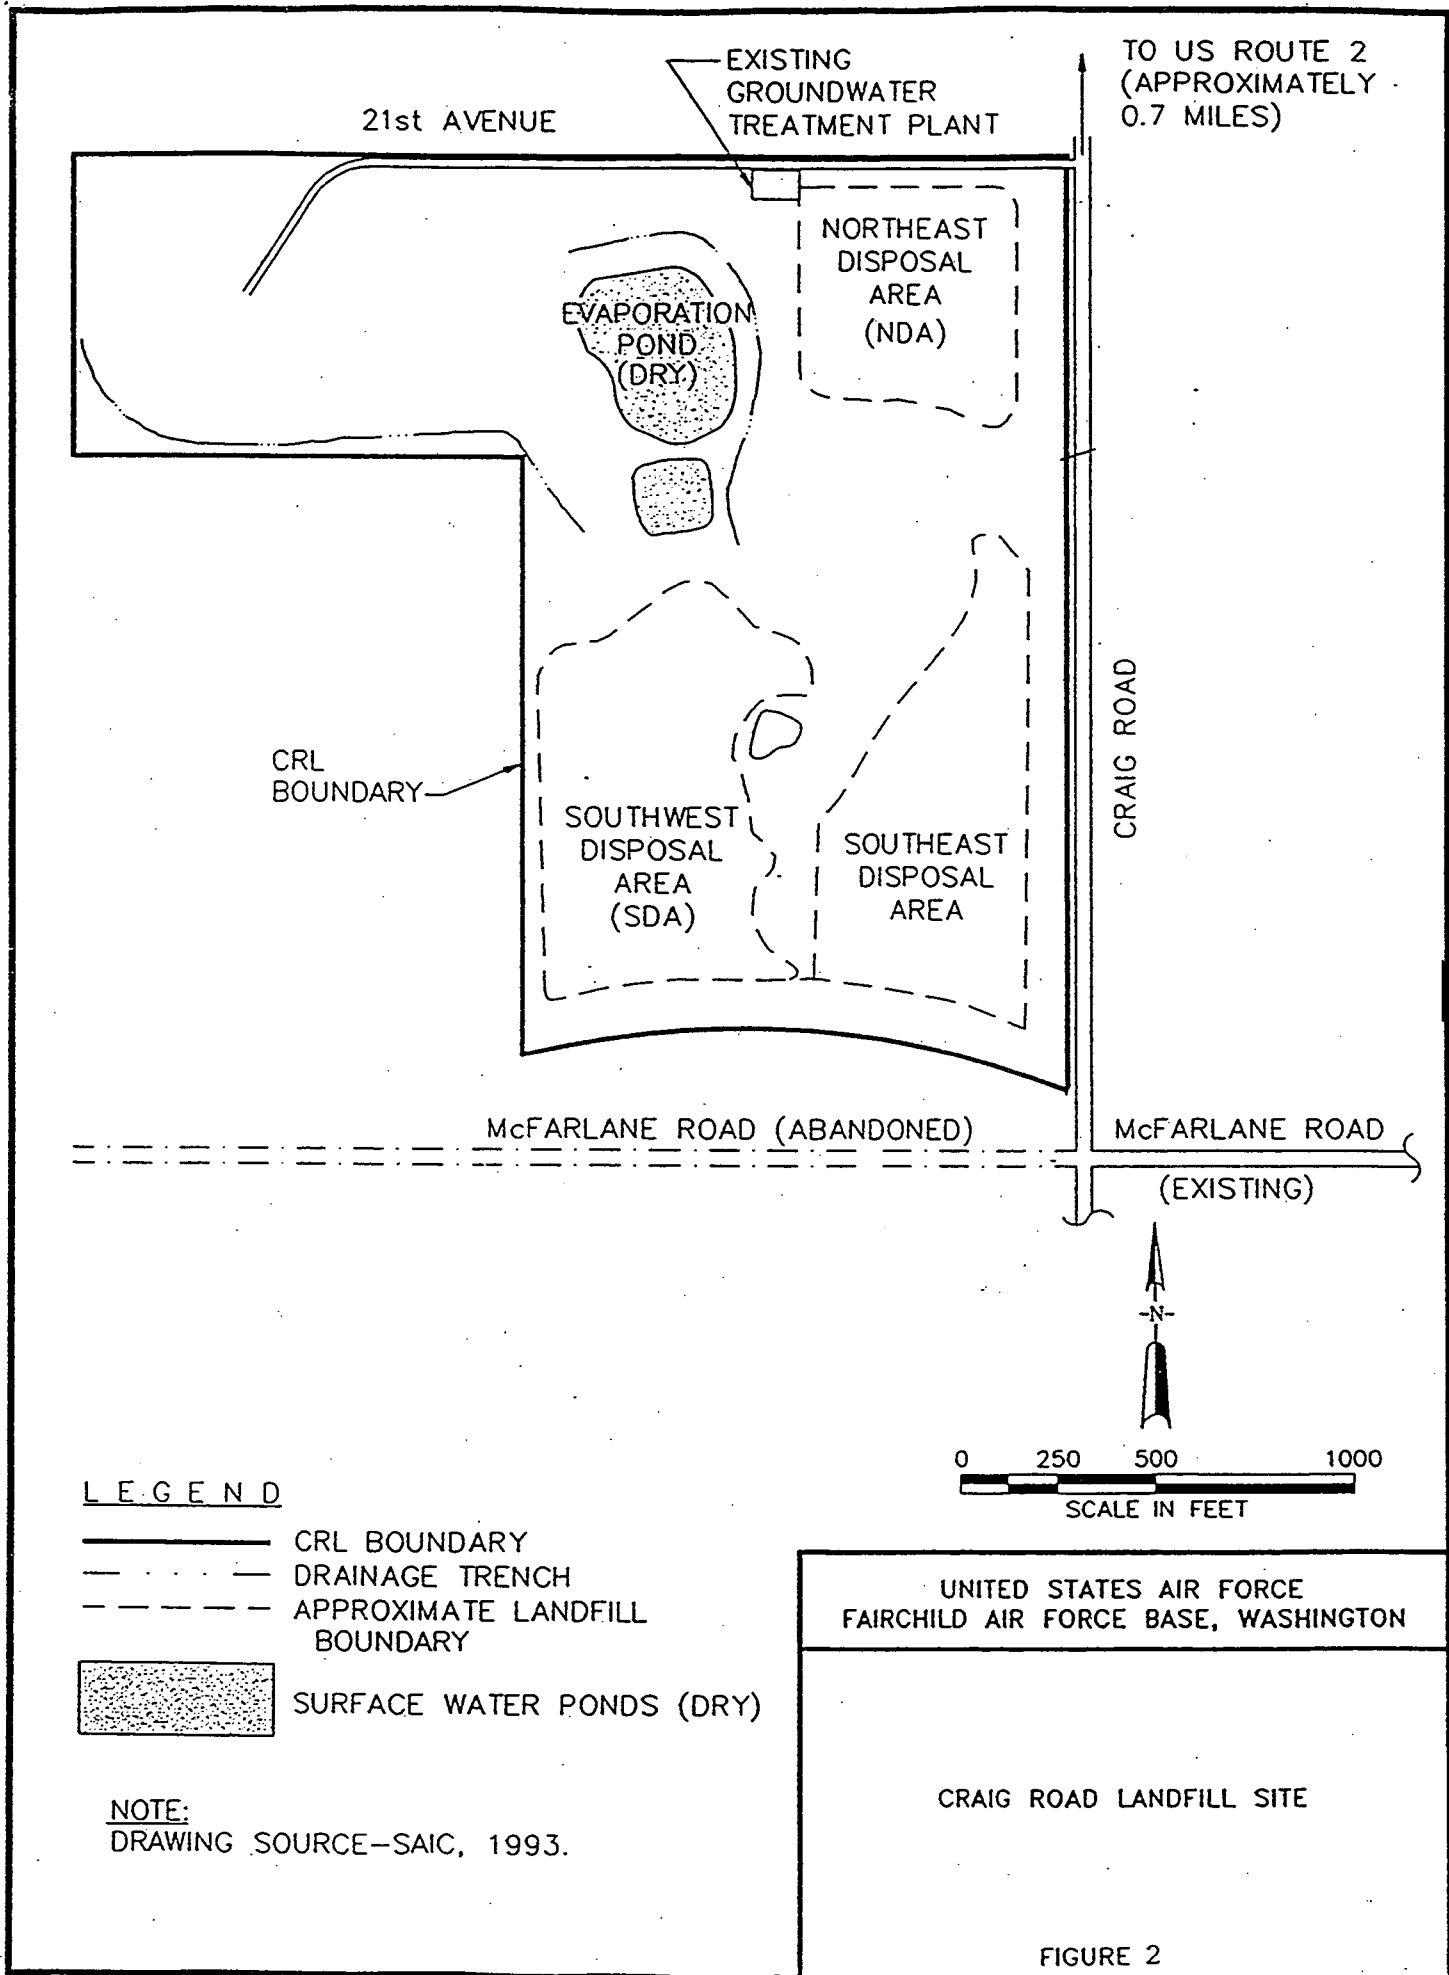 EXISTING
GROUNDWATER
TREATMENT PLANT
TO US ROUTE 2
(APPROXIMATELY
0.7 MILES)
21st AVENUE
NORTHEAST
DISPOSAL
AREA
(NDA)
EVAPORATION
POND
(DRY)
CRAIG ROAD
CRL
BOUNDARY
SOUTHWEST
DISPOSAL
AREA
(SDA)
SOUTHEAST
DISPOSAL
AREA
McFARLANE ROAD (ABANDONED)
McFARLANE ROAD
(EXISTING)
-N-
0 250 500 1000
SCALE IN FEET
LEGEND
CRL BOUNDARY
DRAINAGE TRENCH
APPROXIMATE LANDFILL
BOUNDARY
SURFACE WATER PONDS (DRY)
NOTE:
DRAWING SOURCE-SAIC, 1993.
UNITED STATES AIR FORCE
FAIRCHILD AIR FORCE BASE, WASHINGTON
CRAIG ROAD LANDFILL SITE
FIGURE 2